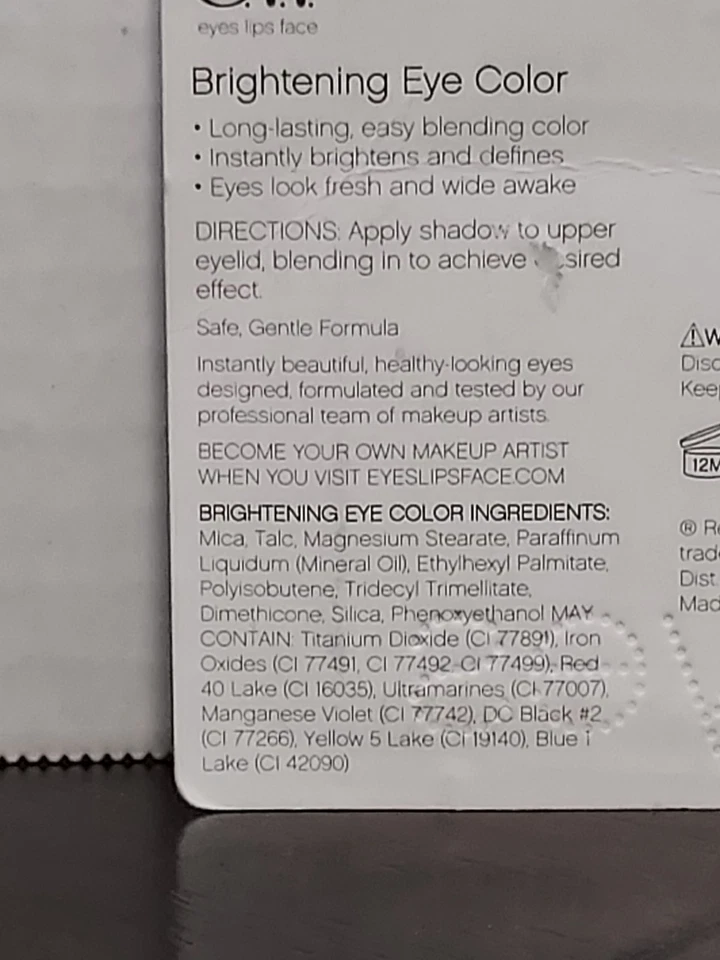 eyes lips face
Brightening Eye Color
• Long-lasting, easy blending color
• Instantly brightens and defines
• Eyes look fresh and wide awake
DIRECTIONS: Apply shadow to upper
eyelid, blending in to achieve
effect.
Safe, Gentle Formula
Instantly beautiful, healthy-looking eyes
designed, formulated and tested by our
professional team of makeup artists.
BECOME YOUR OWN MAKEUP ARTIST
WHEN YOU VISIT EYESLIPSFACE.COM
BRIGHTENING EYE COLOR INGREDIENTS:
Mica, Talc, Magnesium Stearate, Paraffinum
Liquidum (Mineral Oil), Ethylhexyl Palmitate,
Polyisobutene, Tridecyl Trimellitate,
Dimethicone, Silica, Phenoxyethanol MAY
CONTAIN: Titanium Dioxide (CI 77891), Iron
Oxides (CI 77491, CI 77492, CI 77499), Red
40 Lake (CI 16035), Ultramarines (CI 77007),
Manganese Violet (CI 77742), DC Black #2
(CI 77266), Yellow 5 Lake (CI 19140), Blue 1
Lake (CI 42090)
12M
®
Dist.